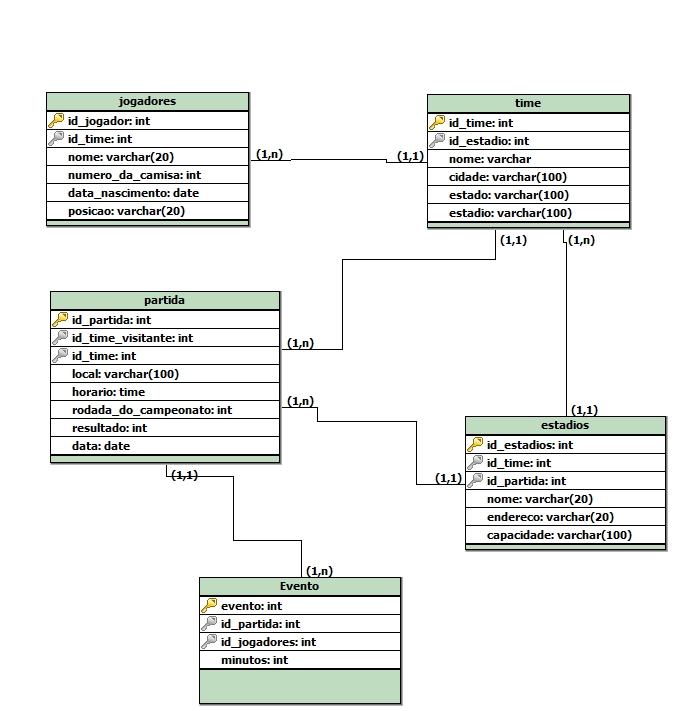 jogadores
id_jogador: int
id_time: int
nome: varchar(20)
numero_da_camisa: int
data_nascimento: date
posicao: varchar(20)
(1,n)
(1,1)
time
id_time: int
id_estadio: int
nome: varchar
cidade: varchar(100)
estado: varchar(100)
estadio: varchar(100)
(1,1)
(1,n)
partida
id_partida: int
id_time_visitante: int
id_time: int
local: varchar(100)
horario: time
rodada_do_campeonato: int
resultado: int
data: date
(1,n)
(1,n)
(1,1)
(1,1)
(1,1)
estadios
id_estadios: int
id_time: int
id_partida: int
nome: varchar(20)
endereco: varchar(20)
capacidade: varchar(100)
(1,n)
Evento
evento: int
id_partida: int
id_jogadores: int
minutos: int